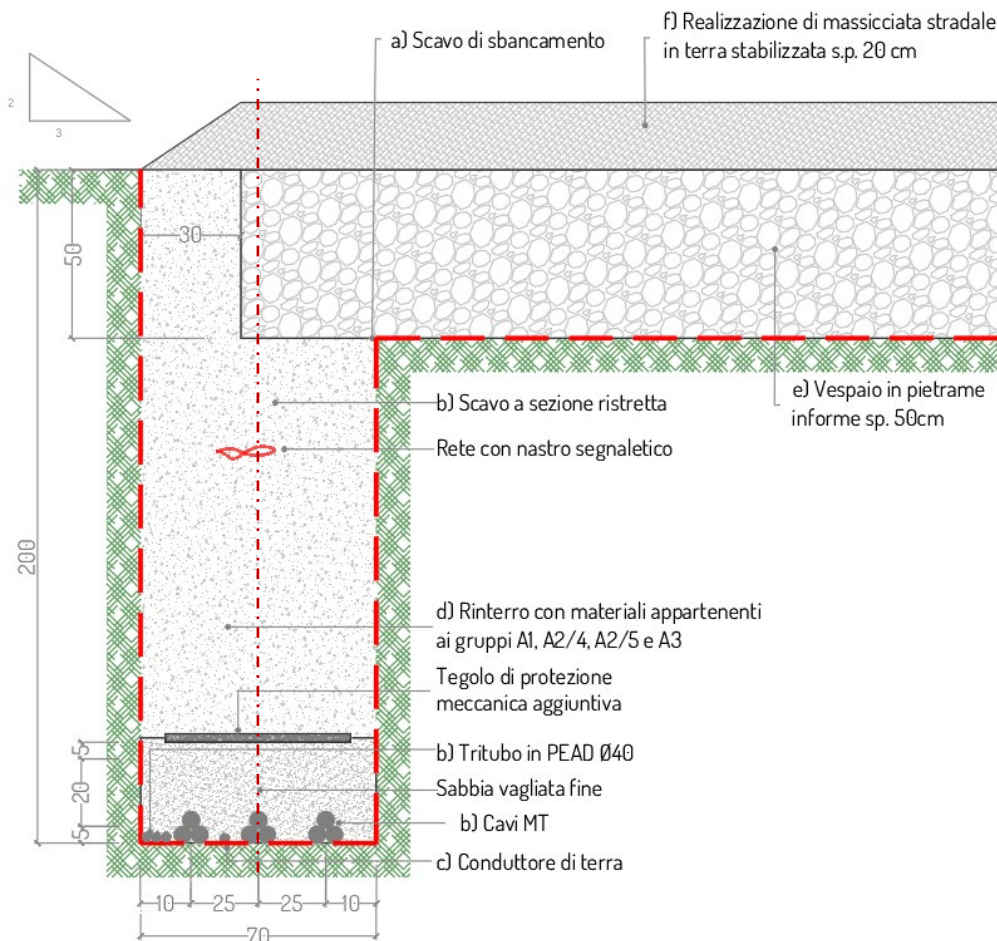 a) Scavo di sbancamento
f) Realizzazione di massicciata stradale
in terra stabilizzata s.p. 20 cm
2
3
30
50
e) Vespaio in pietrame
informe sp. 50cm
b) Scavo a sezione ristretta
Rete con nastro segnaletico
200
d) Rinterro con materiali appartenenti
ai gruppi A1, A2/4, A2/5 e A3
Tegolo di protezione
meccanica aggiuntiva
5
b) Tritubo in PEAD Ø40
20
Sabbia vagliata fine
5
b) Cavi MT
c) Conduttore di terra
10
25
25
10
70